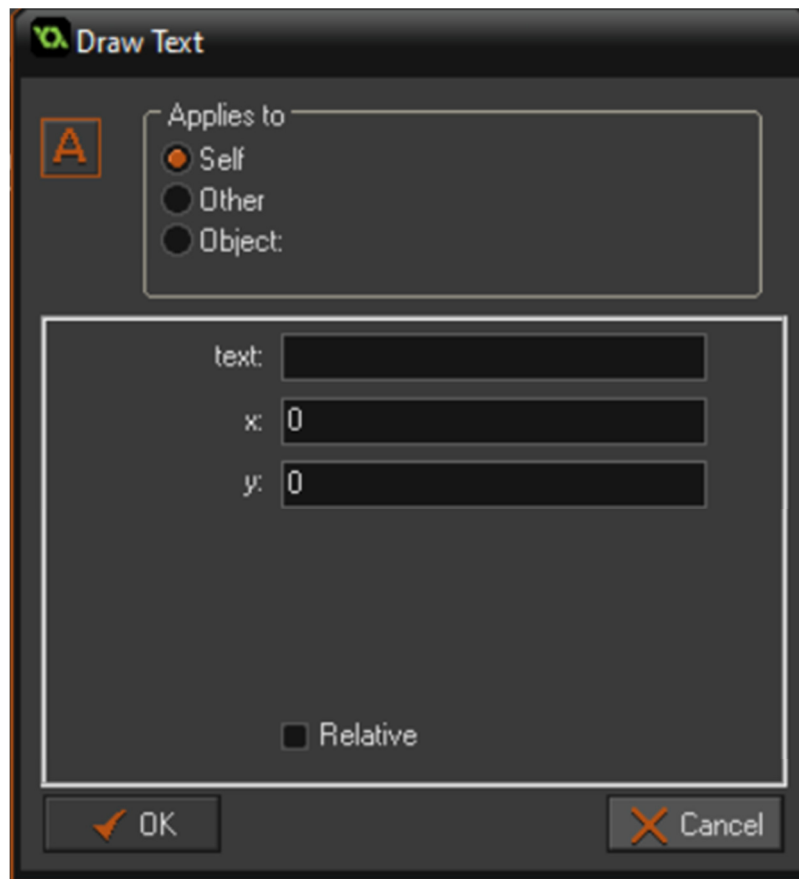 Draw Text
A
Applies to
Self
Other
Object:
text:
x: 0
y: 0
Relative
OK
Cancel